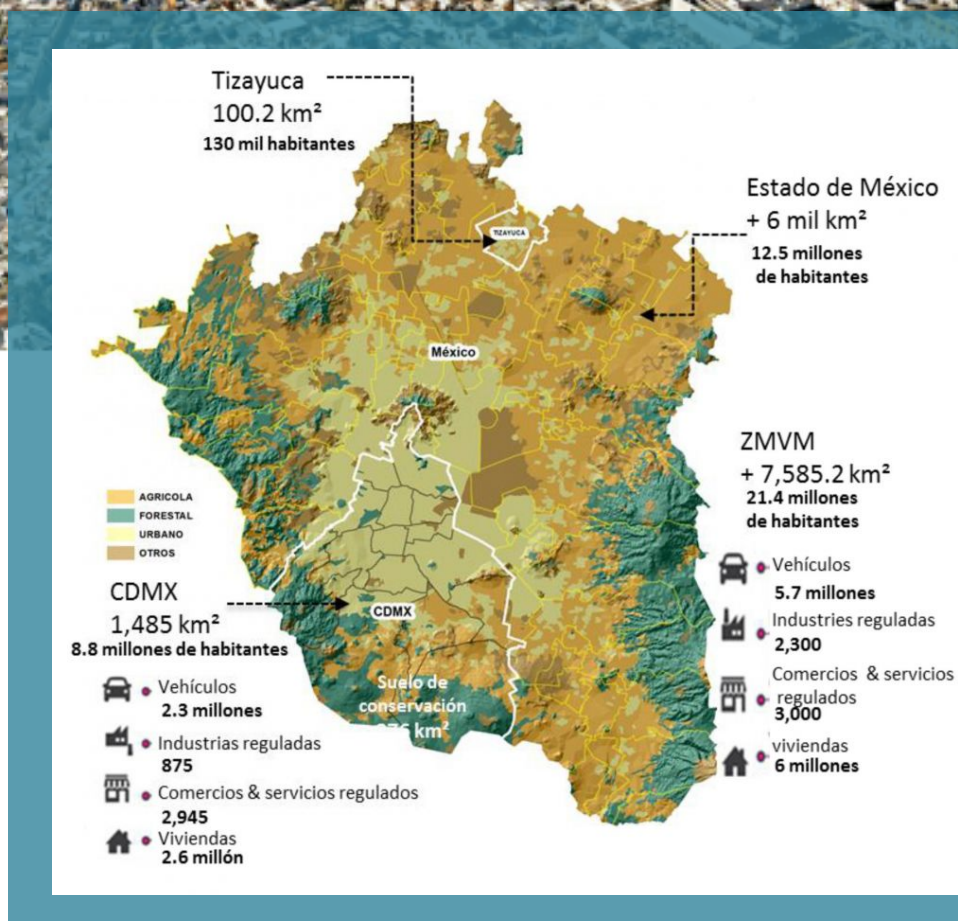 Tizayuca
100.2 km²
130 mil habitantes
TIZAYUCA
Estado de México
+ 6 mil km²
12.5 millones
de habitantes
México
ZMVM
+ 7,585.2 km²
21.4 millones
de habitantes
Vehículos
5.7 millones
Industries reguladas
2,300
Comercios & servicios
regulados
3,000
viviendas
6 millones
AGRICOLA
FORESTAL
URBANO
OTROS
CDMX
1,485 km²
8.8 millones de habitantes
CDMX
Suelo de
conservación
km²
Vehículos
2.3 millones
Industrias reguladas
875
Comercios & servicios regulados
2,945
Viviendas
2.6 millón